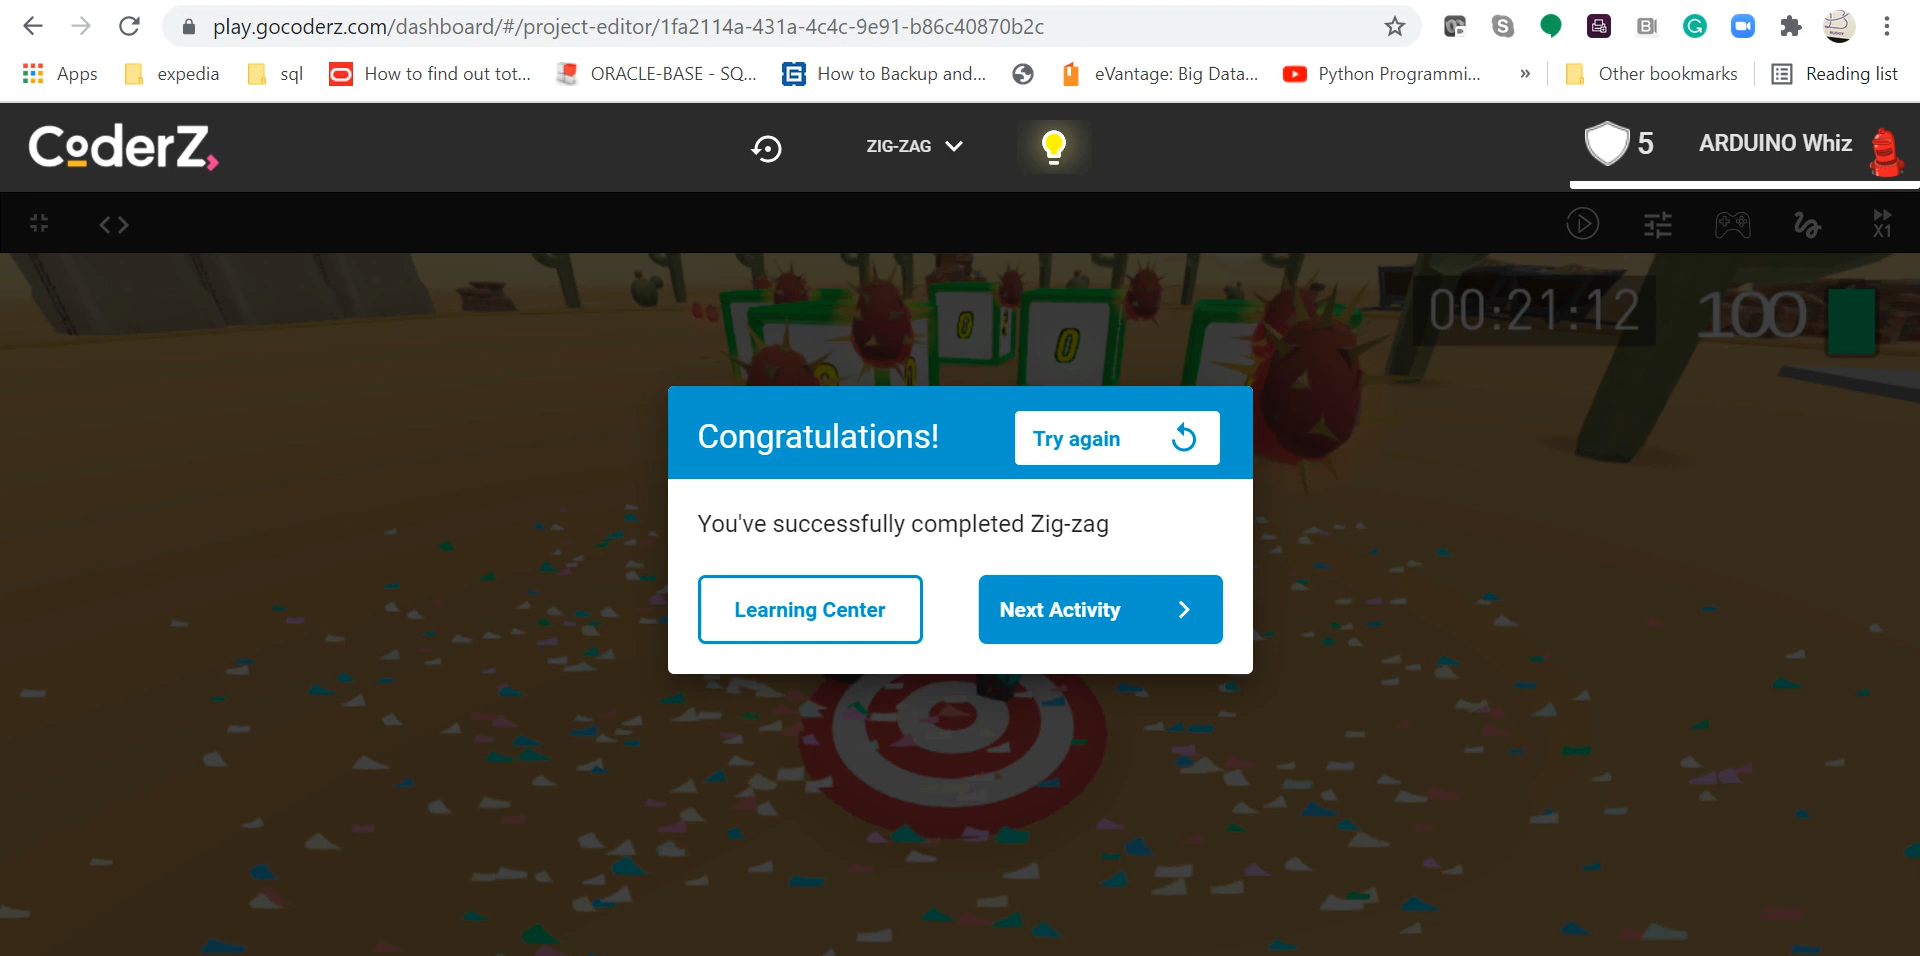 play.gocoderz.com/dashboard/#/project-editor/1fa2114a-431a-4c4c-9e91-b86c40870b2c
Apps expedia sql How to find out tot... ORACLE-BASE - SQ... How to Backup and... eVantage: Big Data... Python Programmi... » Other bookmarks Reading list
CoderZ ZIG-ZAG 5 ARDUINO Whiz
X1
00:21:12 100
0 0
Congratulations! Try again
You've successfully completed Zig-zag
Learning Center Next Activity